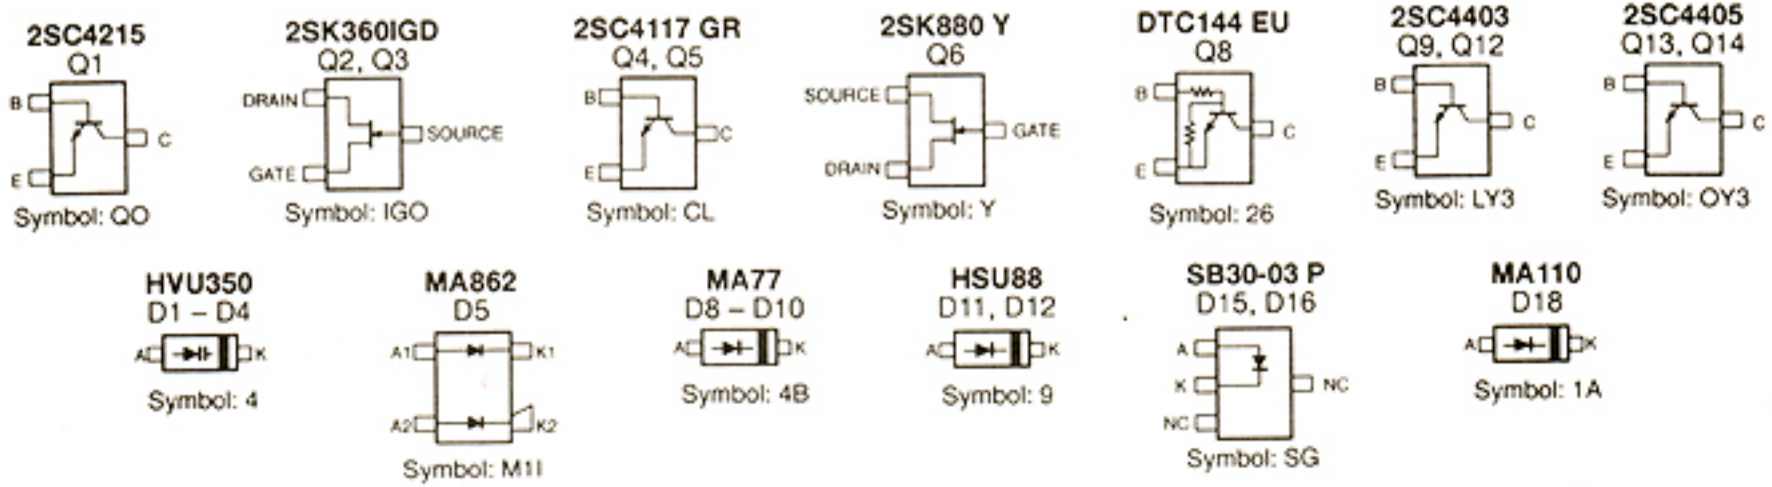 2SC4215
Q1
B
E
C
Symbol: QO
2SK360IGD
Q2, Q3
DRAIN
GATE
SOURCE
Symbol: IGO
2SC4117 GR
Q4, Q5
B
E
C
Symbol: CL
2SK880 Y
Q6
SOURCE
DRAIN
GATE
Symbol: Y
DTC144 EU
Q8
B
E
C
Symbol: 26
2SC4403
Q9, Q12
B
E
C
Symbol: LY3
2SC4405
Q13, Q14
B
E
C
Symbol: OY3
HVU350
D1 – D4
A
K
Symbol: 4
MA862
D5
A1
K1
A2
K2
Symbol: M1I
MA77
D8 – D10
A
K
Symbol: 4B
HSU88
D11, D12
A
K
Symbol: 9
SB30-03 P
D15, D16
A
K
NC
NC
Symbol: SG
MA110
D18
A
K
Symbol: 1A